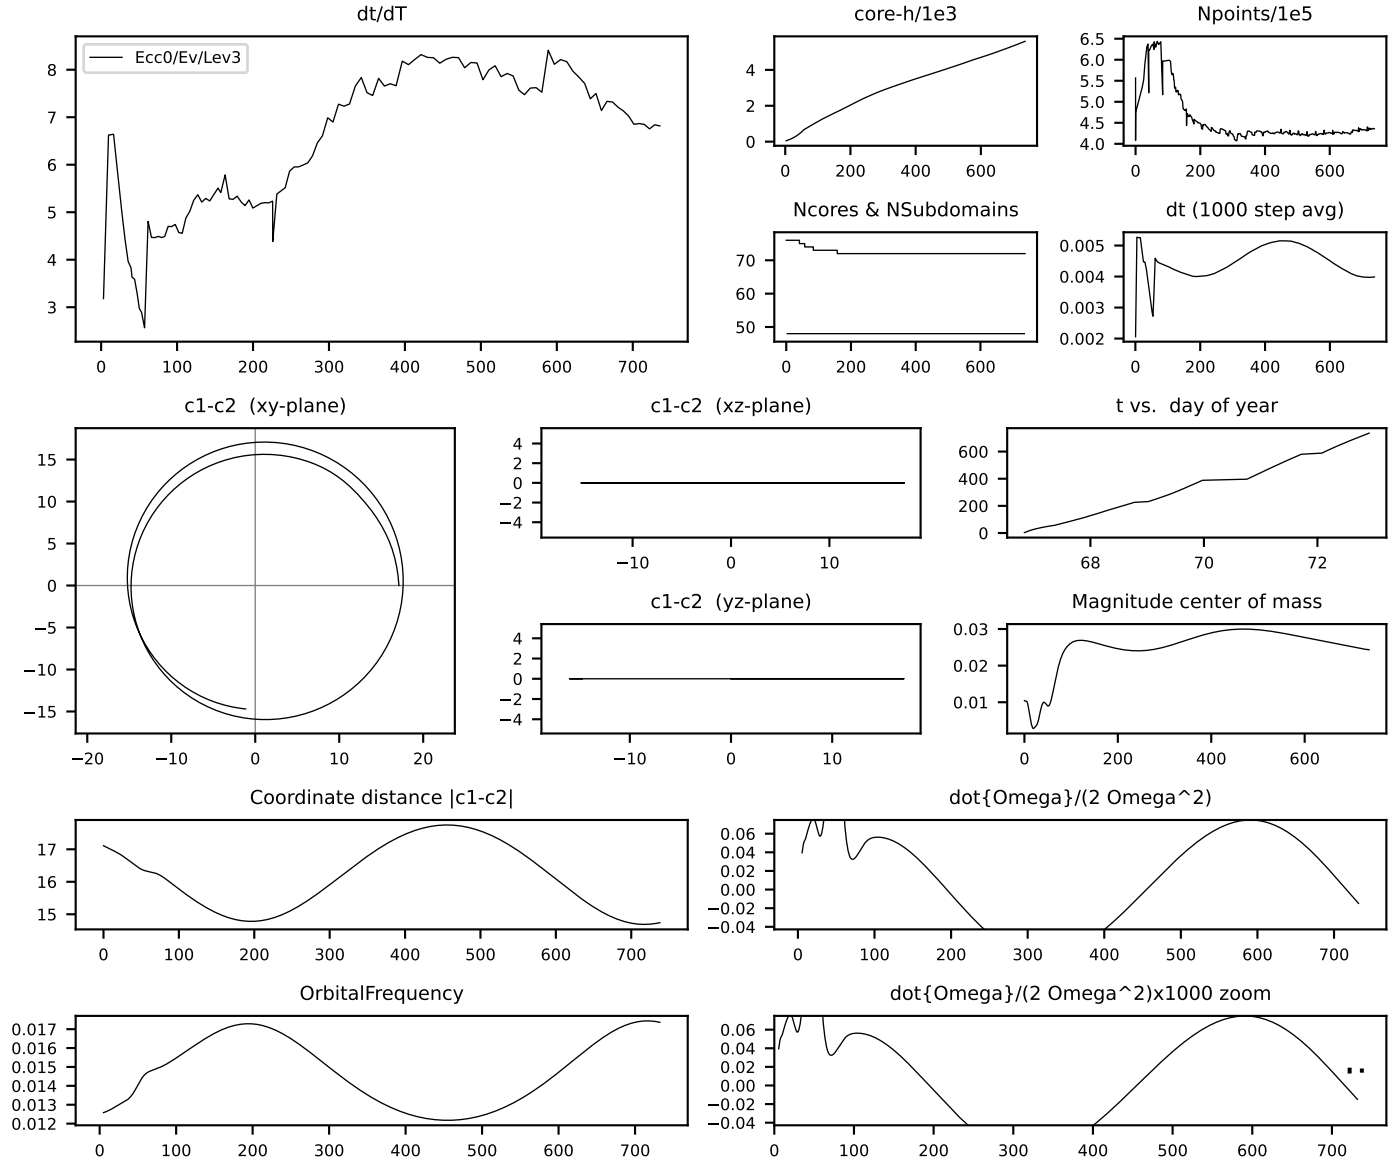 dt/dT
Ecc0/Ev/Lev3
8
7
6
5
4
3
0 100 200 300 400 500 600 700
core-h/1e3
4
2
0
0 200 400 600
Npoints/1e5
6.5
6.0
5.5
5.0
4.5
4.0
0 200 400 600
Ncores & NSubdomains
70
60
50
0 200 400 600
dt (1000 step avg)
0.005
0.004
0.003
0.002
0 200 400 600
c1-c2 (xy-plane)
15
10
5
0
−5
−10
−15
−20 −10 0 10 20
c1-c2 (xz-plane)
4
2
0
−2
−4
−10 0 10
t vs. day of year
600
400
200
0
68 70 72
c1-c2 (yz-plane)
4
2
0
−2
−4
−10 0 10
Magnitude center of mass
0.03
0.02
0.01
0 200 400 600
Coordinate distance |c1-c2|
17
16
15
0 100 200 300 400 500 600 700
dot{Omega}/(2 Omega^2)
0.06
0.04
0.02
0.00
−0.02
−0.04
0 100 200 300 400 500 600 700
OrbitalFrequency
0.017
0.016
0.015
0.014
0.013
0.012
0 100 200 300 400 500 600 700
dot{Omega}/(2 Omega^2)x1000 zoom
0.06
0.04
0.02
0.00
−0.02
−0.04
0 100 200 300 400 500 600 700